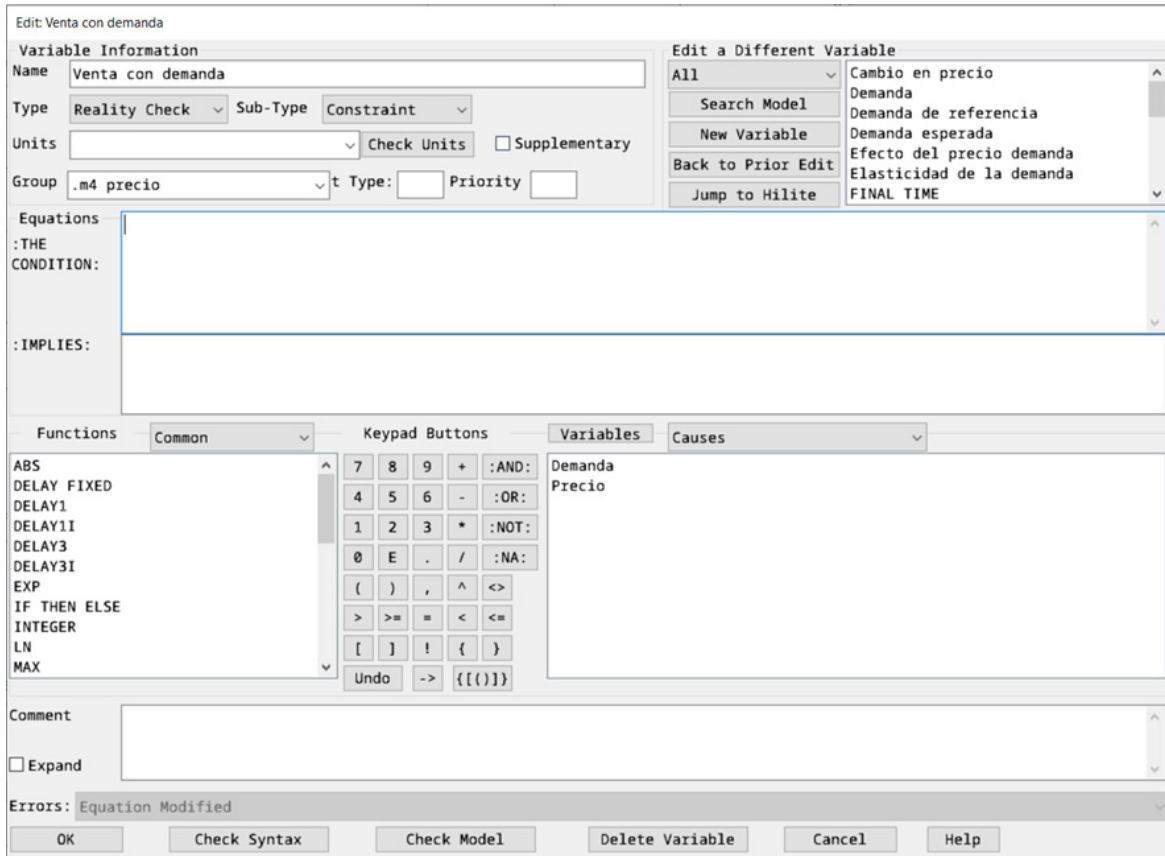 Edit: Venta con demanda
Variable Information
Name Venta con demanda
Type Reality Check Sub-Type Constraint
Units Check Units Supplementary
Group .m4 precio t Type: Priority
Edit a Different Variable
All
Search Model
New Variable
Back to Prior Edit
Jump to Hilite
Cambio en precio
Demanda
Demanda de referencia
Demanda esperada
Efecto del precio demanda
Elasticidad de la demanda
FINAL TIME
Equations
:THE
CONDITION:
:IMPLIES:
Functions Common
ABS
DELAY FIXED
DELAY1
DELAY1I
DELAY3
DELAY3I
EXP
IF THEN ELSE
INTEGER
LN
MAX
Keypad Buttons
7 8 9 + :AND:
4 5 6 - :OR:
1 2 3 * :NOT:
0 E . / :NA:
( ) , ^ <>
> >= = < <=
[ ] ! { }
Undo -> {[()]}
Variables Causes
Demanda
Precio
Comment
Expand
Errors: Equation Modified
OK Check Syntax Check Model Delete Variable Cancel Help